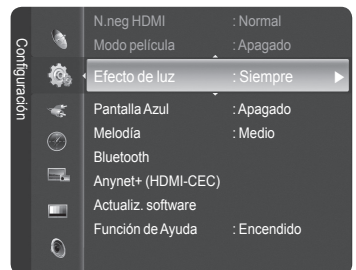 Configuración
N.neg HDMI : Normal
Modo película : Apagado
Efecto de luz : Siempre
Pantalla Azul : Apagado
Melodía : Medio
Bluetooth
Anynet+ (HDMI-CEC)
Actualiz. software
Función de Ayuda : Encendido